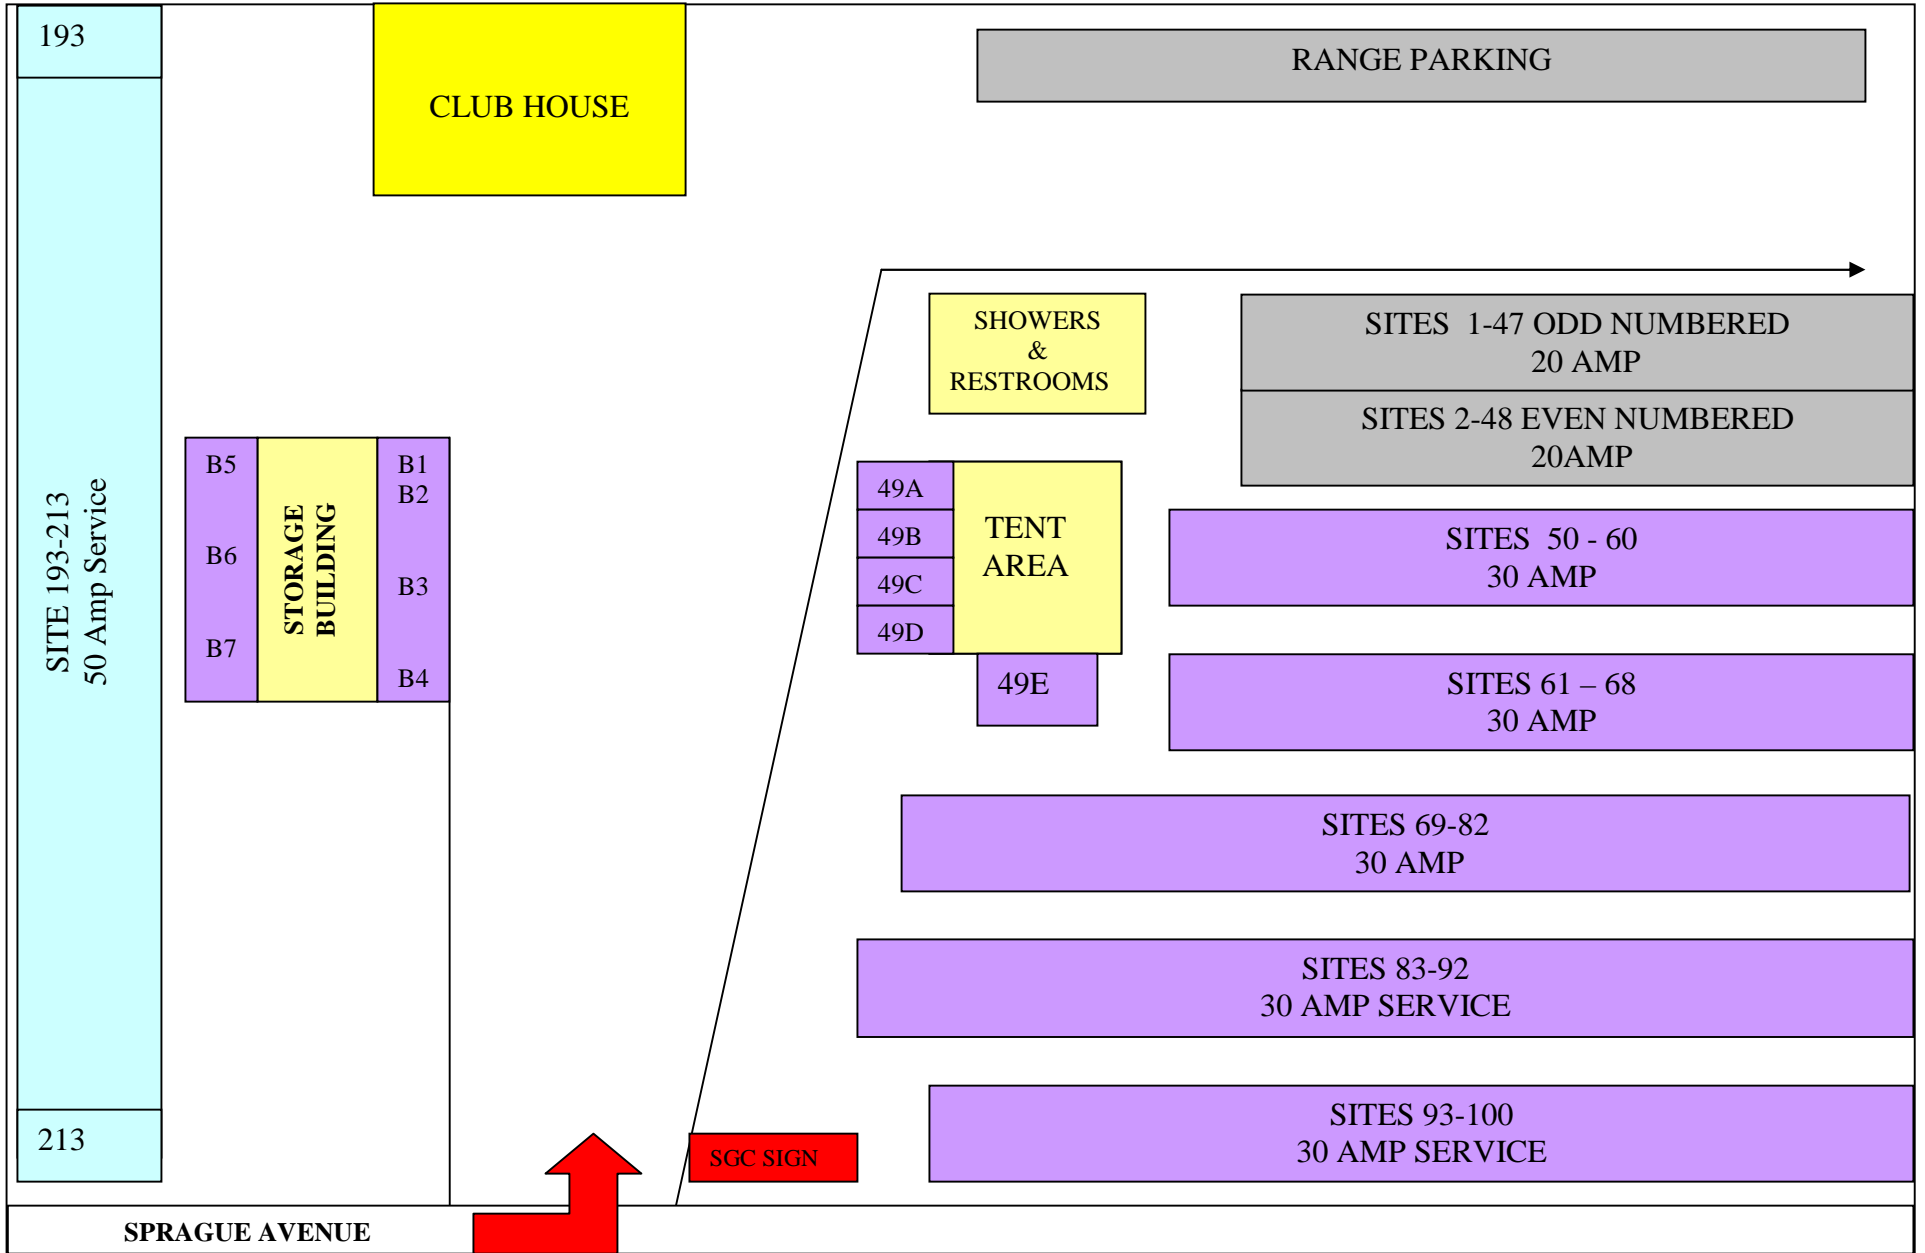 193
CLUB HOUSE
RANGE PARKING
SHOWERS
&
RESTROOMS
SITES 1-47 ODD NUMBERED
20 AMP
SITES 2-48 EVEN NUMBERED
20AMP
SITE 193-213
50 Amp Service
B5
B6
B7
STORAGE
BUILDING
B1
B2
B3
B4
49A
49B
49C
49D
TENT
AREA
49E
SITES 50 - 60
30 AMP
SITES 61 – 68
30 AMP
SITES 69-82
30 AMP
SITES 83-92
30 AMP SERVICE
SITES 93-100
30 AMP SERVICE
213
SGC SIGN
SPRAGUE AVENUE